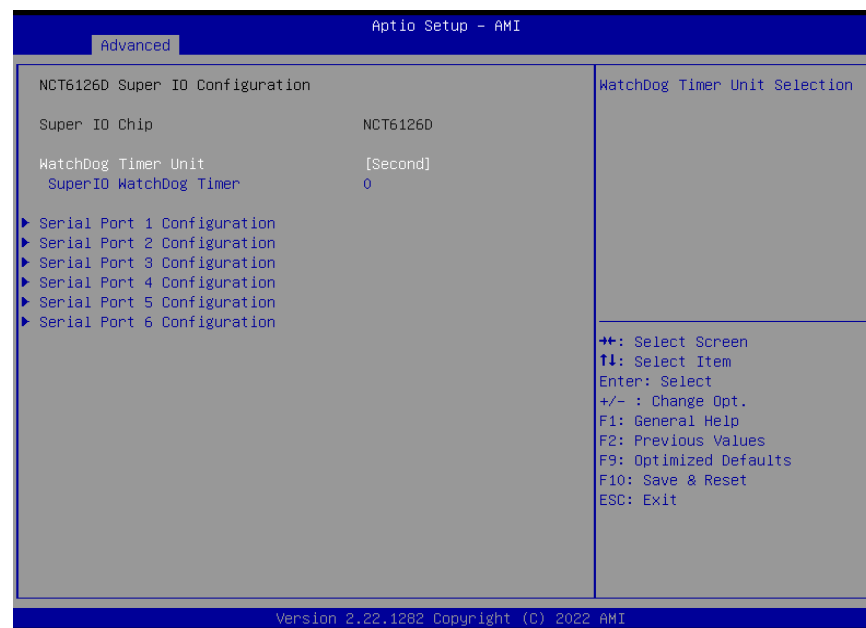 Aptio Setup – AMI
Advanced
NCT6126D Super IO Configuration
Super IO Chip NCT6126D
WatchDog Timer Unit [Second]
SuperIO WatchDog Timer 0
▶ Serial Port 1 Configuration
▶ Serial Port 2 Configuration
▶ Serial Port 3 Configuration
▶ Serial Port 4 Configuration
▶ Serial Port 5 Configuration
▶ Serial Port 6 Configuration
WatchDog Timer Unit Selection
→←: Select Screen
↑↓: Select Item
Enter: Select
+/- : Change Opt.
F1: General Help
F2: Previous Values
F9: Optimized Defaults
F10: Save & Reset
ESC: Exit
Version 2.22.1282 Copyright (C) 2022 AMI